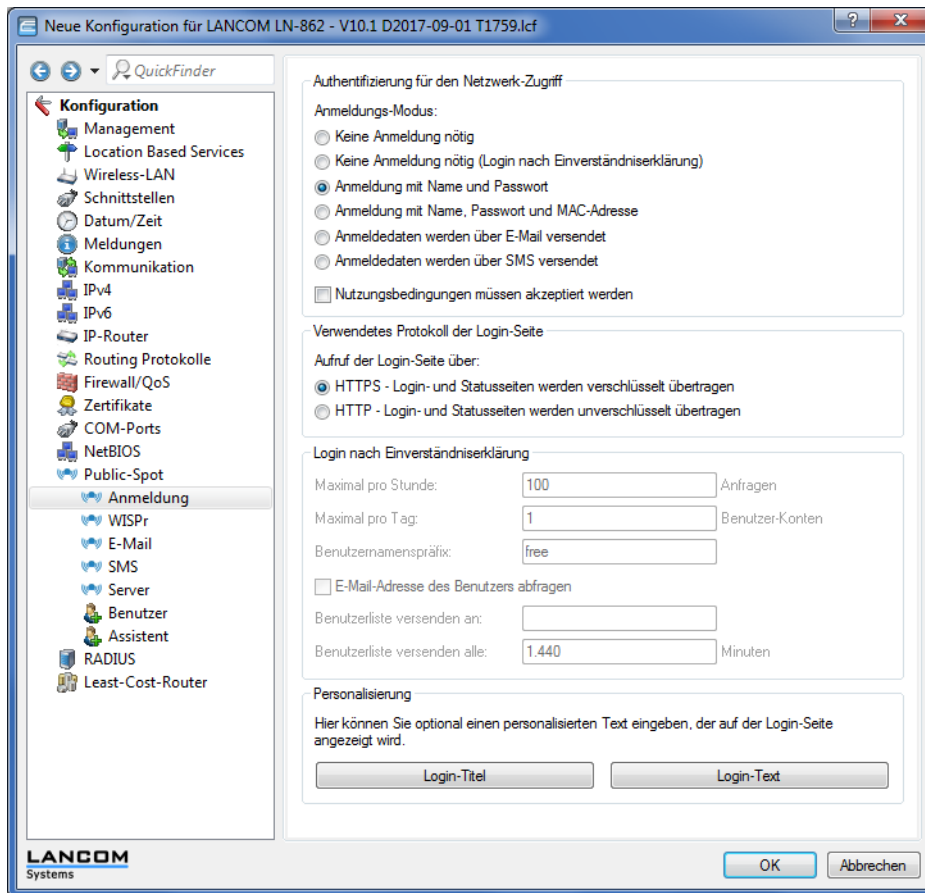 Neue Konfiguration für LANCOM LN-862 - V10.1 D2017-09-01 T1759.lcf
QuickFinder
Konfiguration
Management
Location Based Services
Wireless-LAN
Schnittstellen
Datum/Zeit
Meldungen
Kommunikation
IPv4
IPv6
IP-Router
Routing Protokolle
Firewall/QoS
Zertifikate
COM-Ports
NetBIOS
Public-Spot
Anmeldung
WISPr
E-Mail
SMS
Server
Benutzer
Assistent
RADIUS
Least-Cost-Router
Authentifizierung für den Netzwerk-Zugriff
Anmeldungs-Modus:
Keine Anmeldung nötig
Keine Anmeldung nötig (Login nach Einverständniserklärung)
Anmeldung mit Name und Passwort
Anmeldung mit Name, Passwort und MAC-Adresse
Anmeldedaten werden über E-Mail versendet
Anmeldedaten werden über SMS versendet
Nutzungsbedingungen müssen akzeptiert werden
Verwendetes Protokoll der Login-Seite
Aufruf der Login-Seite über:
HTTPS - Login- und Statusseiten werden verschlüsselt übertragen
HTTP - Login- und Statusseiten werden unverschlüsselt übertragen
Login nach Einverständniserklärung
Maximal pro Stunde: 100 Anfragen
Maximal pro Tag: 1 Benutzer-Konten
Benutzernamenspräfix: free
E-Mail-Adresse des Benutzers abfragen
Benutzerliste versenden an:
Benutzerliste versenden alle: 1.440 Minuten
Personalisierung
Hier können Sie optional einen personalisierten Text eingeben, der auf der Login-Seite
angezeigt wird.
Login-Titel Login-Text
LANCOM
Systems
OK Abbrechen